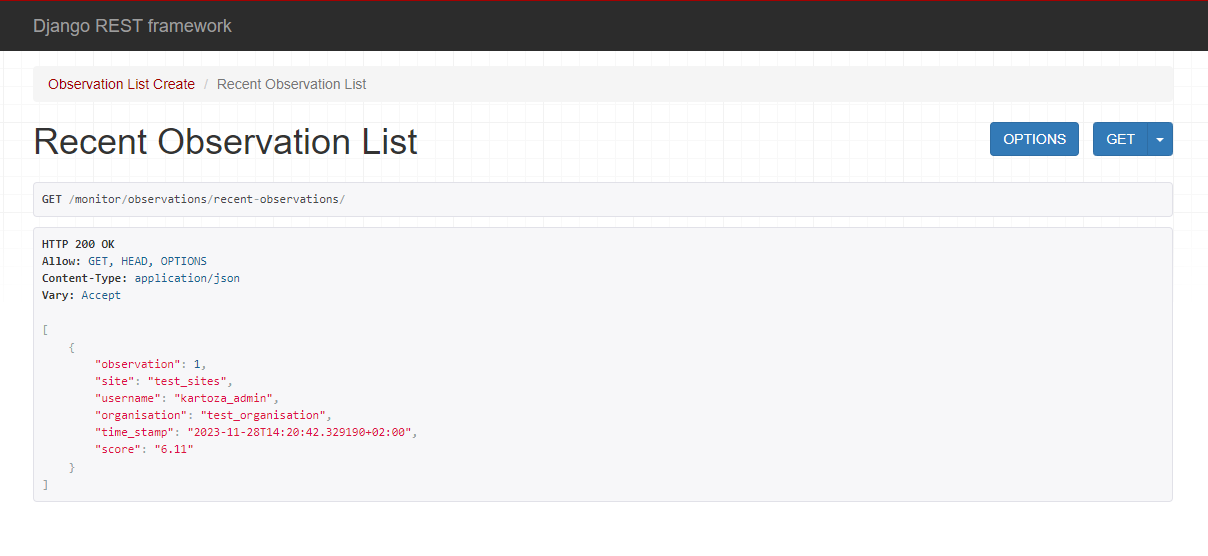 Django REST framework
Observation List Create / Recent Observation List
Recent Observation List
OPTIONS
GET
GET /monitor/observations/recent-observations/
HTTP 200 OK
Allow: GET, HEAD, OPTIONS
Content-Type: application/json
Vary: Accept
[
    {
        "observation": 1,
        "site": "test_sites",
        "username": "kartoza_admin",
        "organisation": "test_organisation",
        "time_stamp": "2023-11-28T14:20:42.329190+02:00",
        "score": "6.11"
    }
]